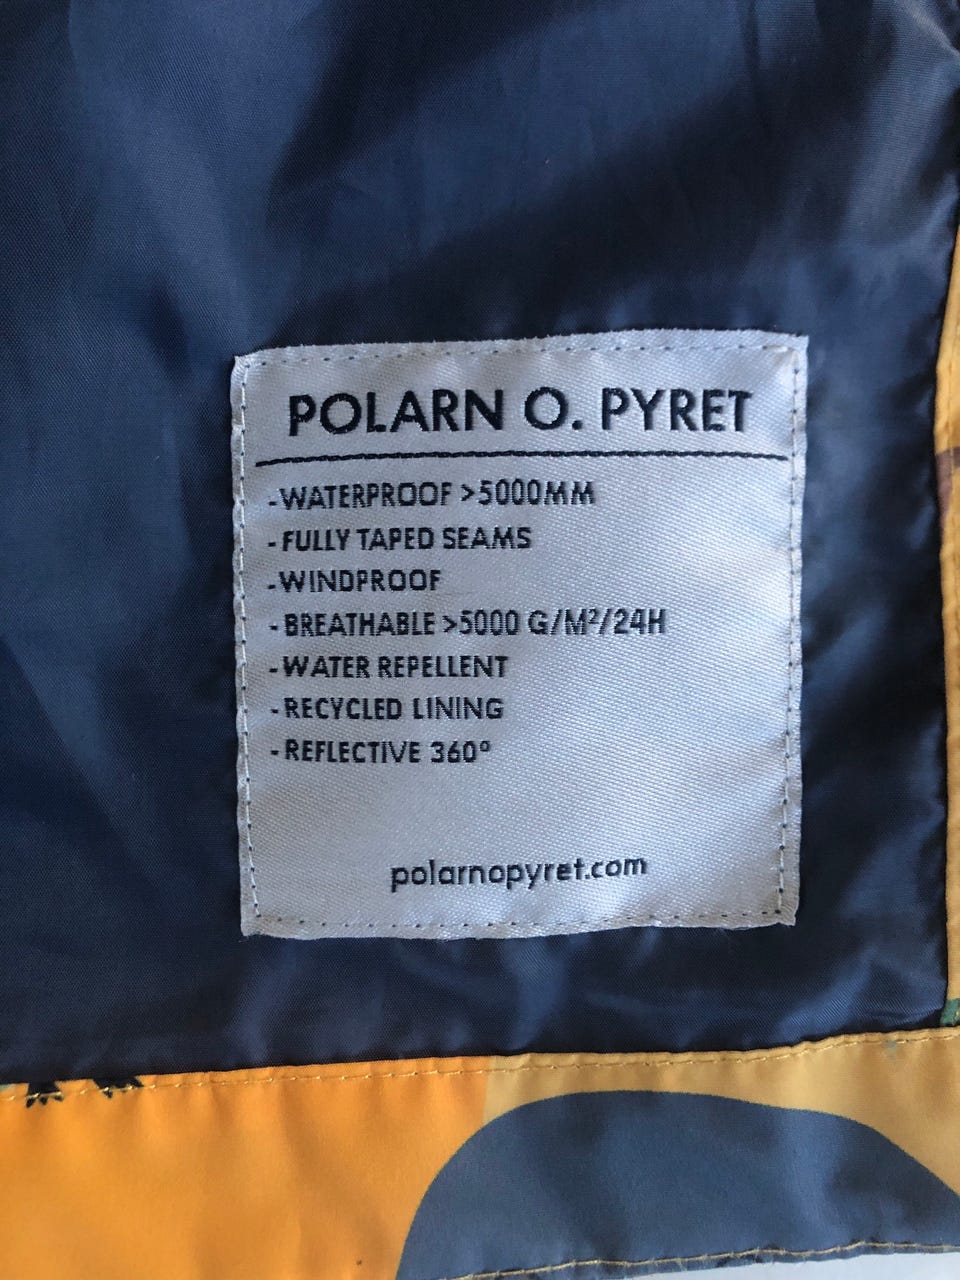 POLARN O. PYRET
-WATERPROOF >5000MM
-FULLY TAPED SEAMS
-WINDPROOF
-BREATHABLE >5000 G/M²/24H
-WATER REPELLENT
-RECYCLED LINING
-REFLECTIVE 360°
polarnopyret.com